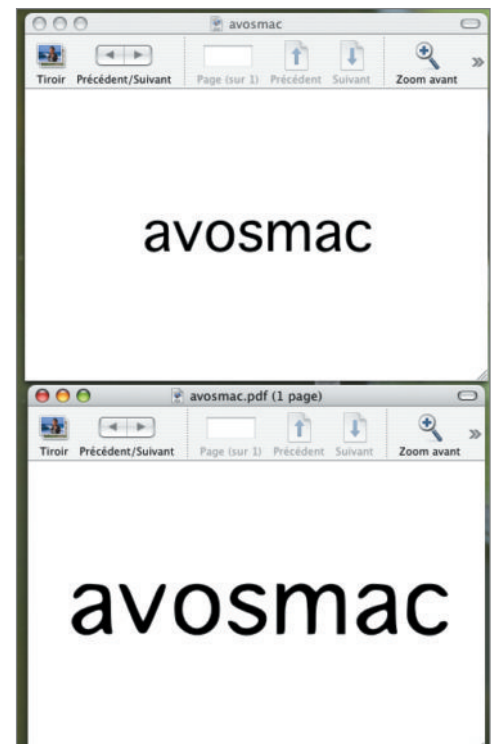 avosmac
Tiroir Précédent/Suivant Page (sur 1) Précédent Suivant Zoom avant »
avosmac
avosmac.pdf (1 page)
Tiroir Précédent/Suivant Page (sur 1) Précédent Suivant Zoom avant »
avosmac